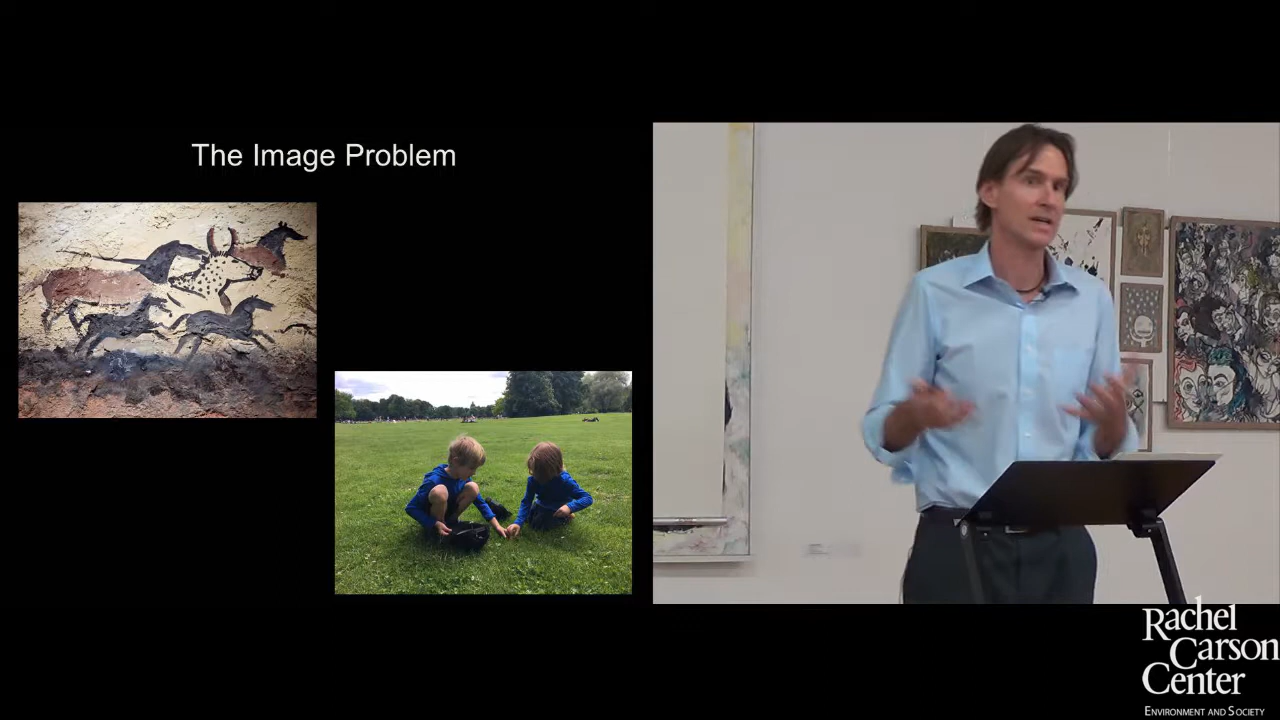 The Image Problem
Rachel
Carson
Center
ENVIRONMENT AND SOCIETY